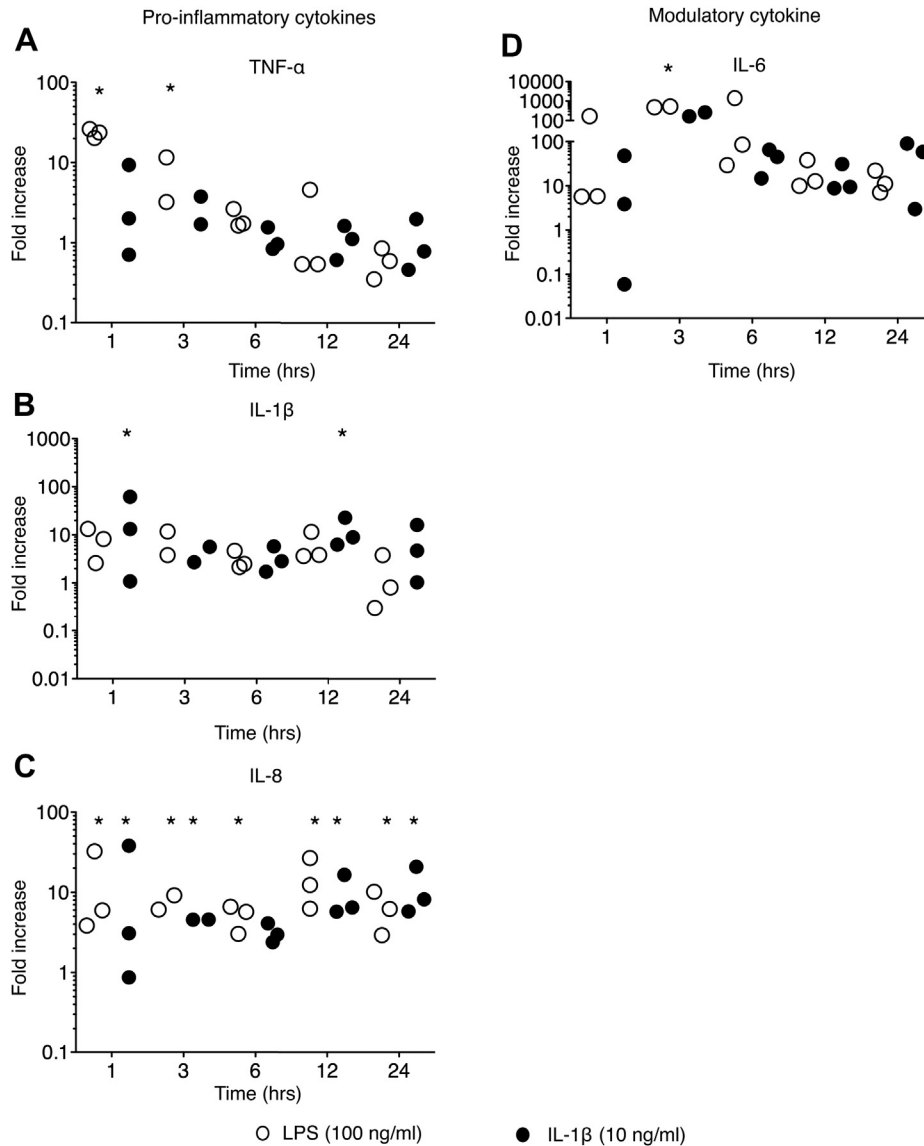 Pro-inflammatory cytokines
A
TNF-α
* *
100
10
1
0.1
Fold increase
1 3 6 12 24
Time (hrs)
B
IL-1β
* *
1000
100
10
1
0.1
0.01
Fold increase
1 3 6 12 24
Time (hrs)
C
IL-8
* * * * * * * * *
100
10
1
0.1
Fold increase
1 3 6 12 24
Time (hrs)
Modulatory cytokine
D
IL-6
*
10000
1000
100
100
10
1
0.1
0.01
Fold increase
1 3 6 12 24
Time (hrs)
LPS (100 ng/ml) IL-1β (10 ng/ml)